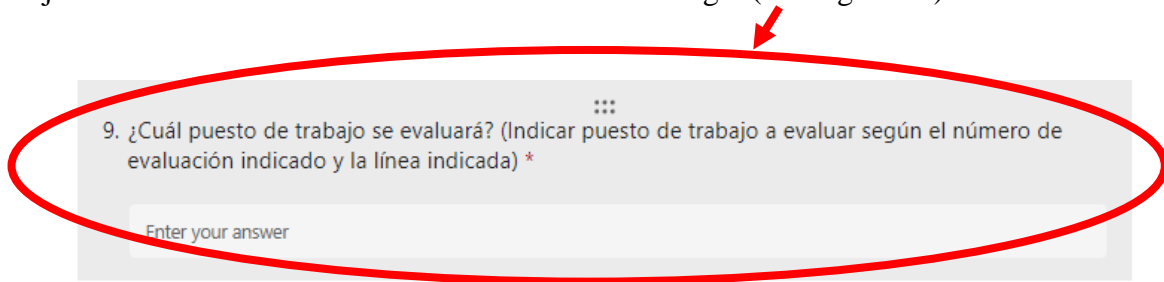 9. ¿Cuál puesto de trabajo se evaluará? (Indicar puesto de trabajo a evaluar según el número de
evaluación indicado y la línea indicada) *
Enter your answer